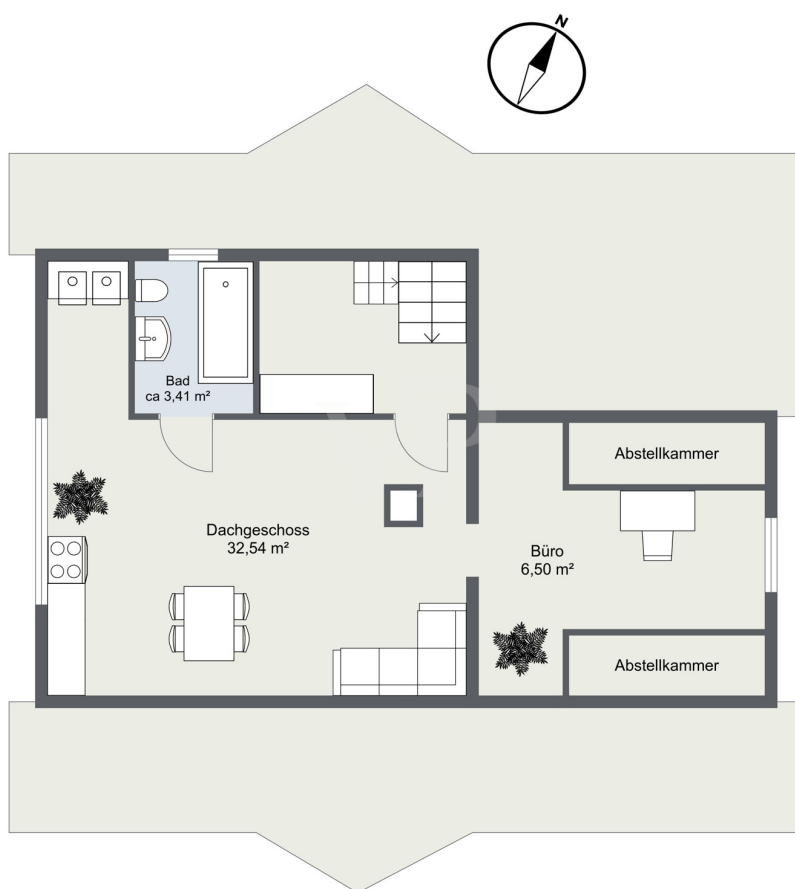 N
Bad
ca 3,41 m²
Abstellkammer
Dachgeschoss
32,54 m²
Büro
6,50 m²
Abstellkammer